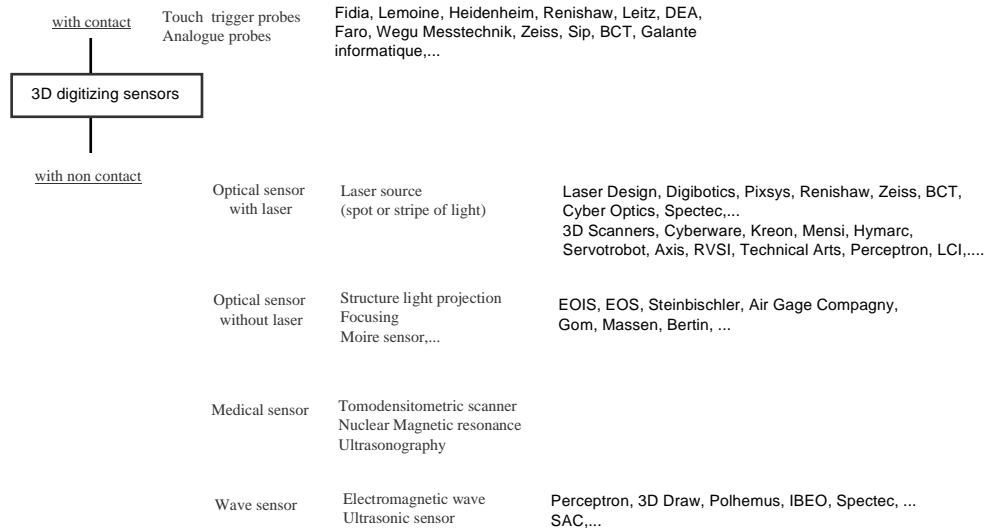 with contact
Touch trigger probes
Analogue probes
Fidia, Lemoine, Heidenheim, Renishaw, Leitz, DEA,
Faro, Wegu Messtechnik, Zeiss, Sip, BCT, Galante
informatique,...
3D digitizing sensors
with non contact
Optical sensor
with laser
Laser source
(spot or stripe of light)
Laser Design, Digibotics, Pixsys, Renishaw, Zeiss, BCT,
Cyber Optics, Spectec,...
3D Scanners, Cyberware, Kreon, Mensi, Hymarc,
Servotrobot, Axis, RVSI, Technical Arts, Perceptron, LCI,....
Optical sensor
without laser
Structure light projection
Focusing
Moire sensor,...
EOIS, EOS, Steinbischler, Air Gage Compagny,
Gom, Massen, Bertin, ...
Medical sensor
Tomodensitometric scanner
Nuclear Magnetic resonance
Ultrasonography
Wave sensor
Electromagnetic wave
Ultrasonic sensor
Perceptron, 3D Draw, Polhemus, IBEO, Spectec, ...
SAC,...